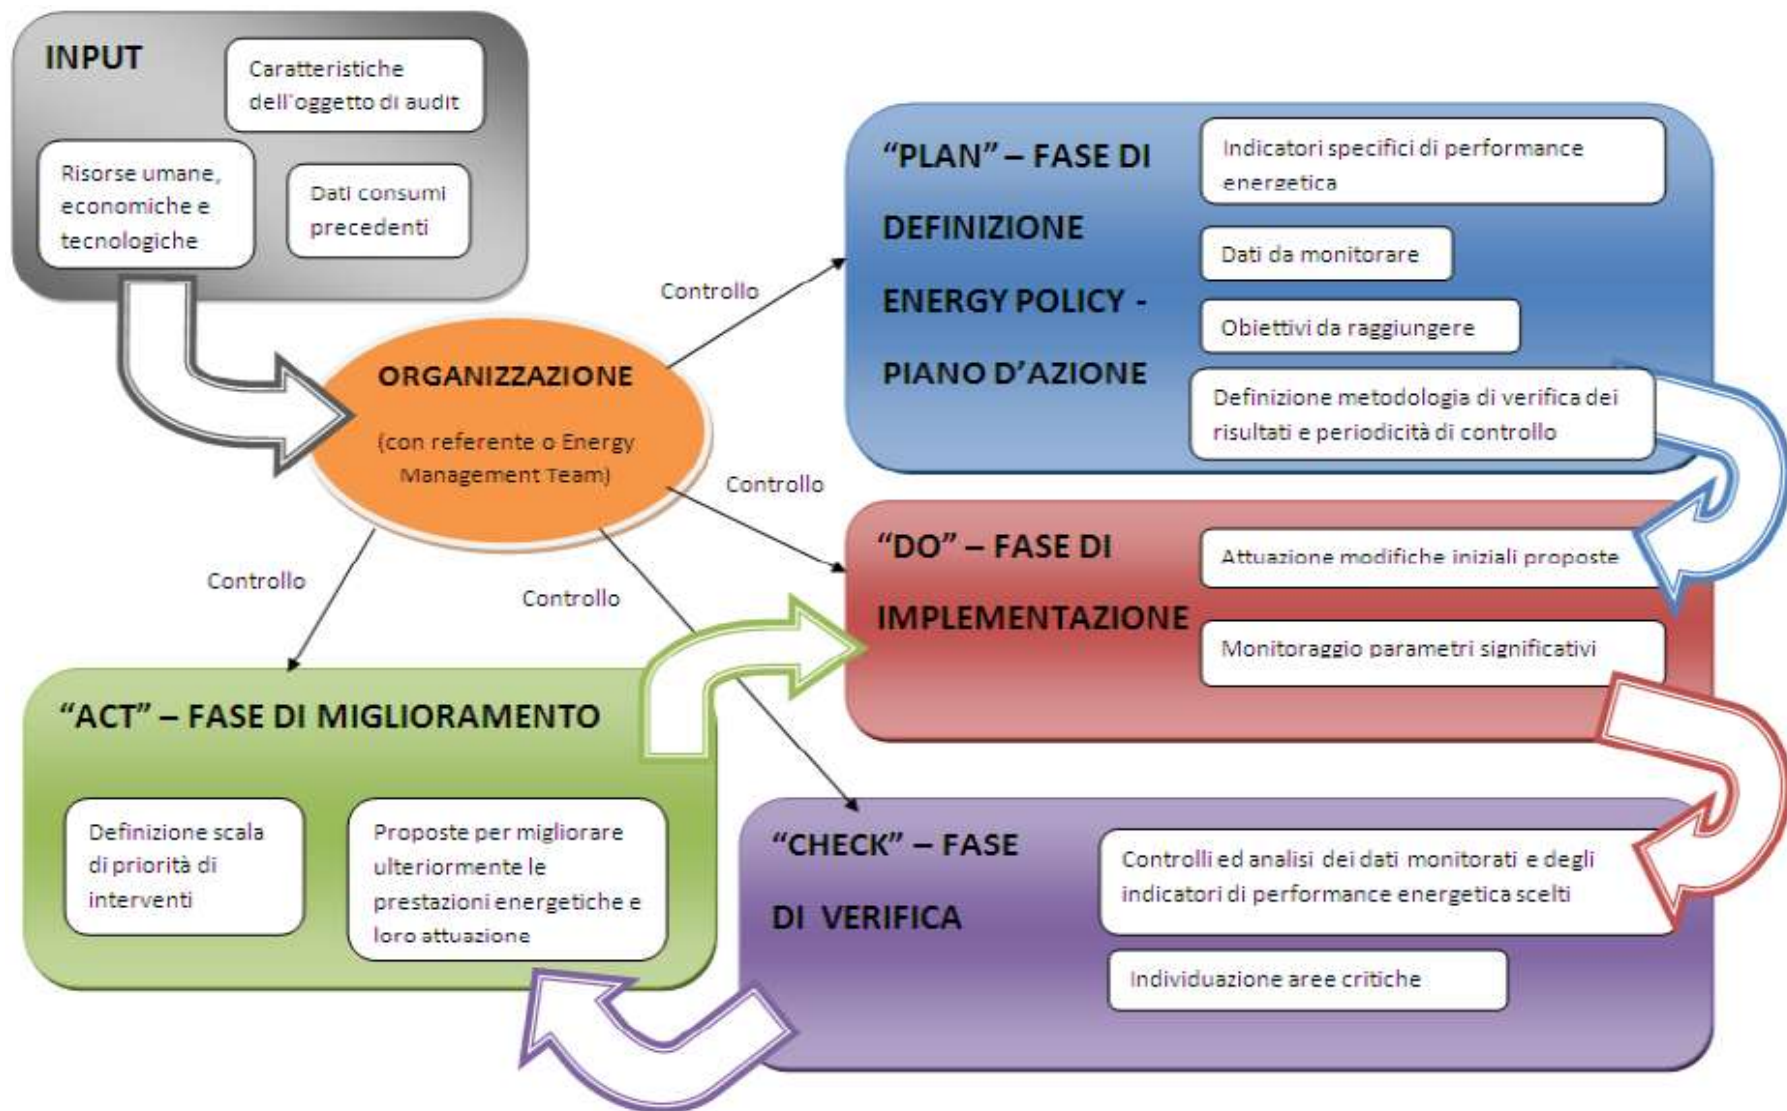 INPUT
Caratteristiche
dell'oggetto di audit
Risorse umane,
economiche e
tecnologiche
Dati consumi
precedenti
Controllo
ORGANIZZAZIONE
(con referente o Energy
Management Team)
"PLAN" – FASE DI
DEFINIZIONE
ENERGY POLICY -
PIANO D'AZIONE
Indicatori specifici di performance
energetica
Dati da monitorare
Obiettivi da raggiungere
Definizione metodologia di verifica dei
risultati e periodicità di controllo
Controllo
"DO" – FASE DI
IMPLEMENTAZIONE
Attuazione modifiche iniziali proposte
Monitoraggio parametri significativi
Controllo
Controllo
"ACT" – FASE DI MIGLIORAMENTO
Definizione scala
di priorità di
interventi
Proposte per migliorare
ulteriormente le
prestazioni energetiche e
loro attuazione
"CHECK" – FASE
DI VERIFICA
Controlli ed analisi dei dati monitorati e degli
indicatori di performance energetica scelti
Individuazione aree critiche